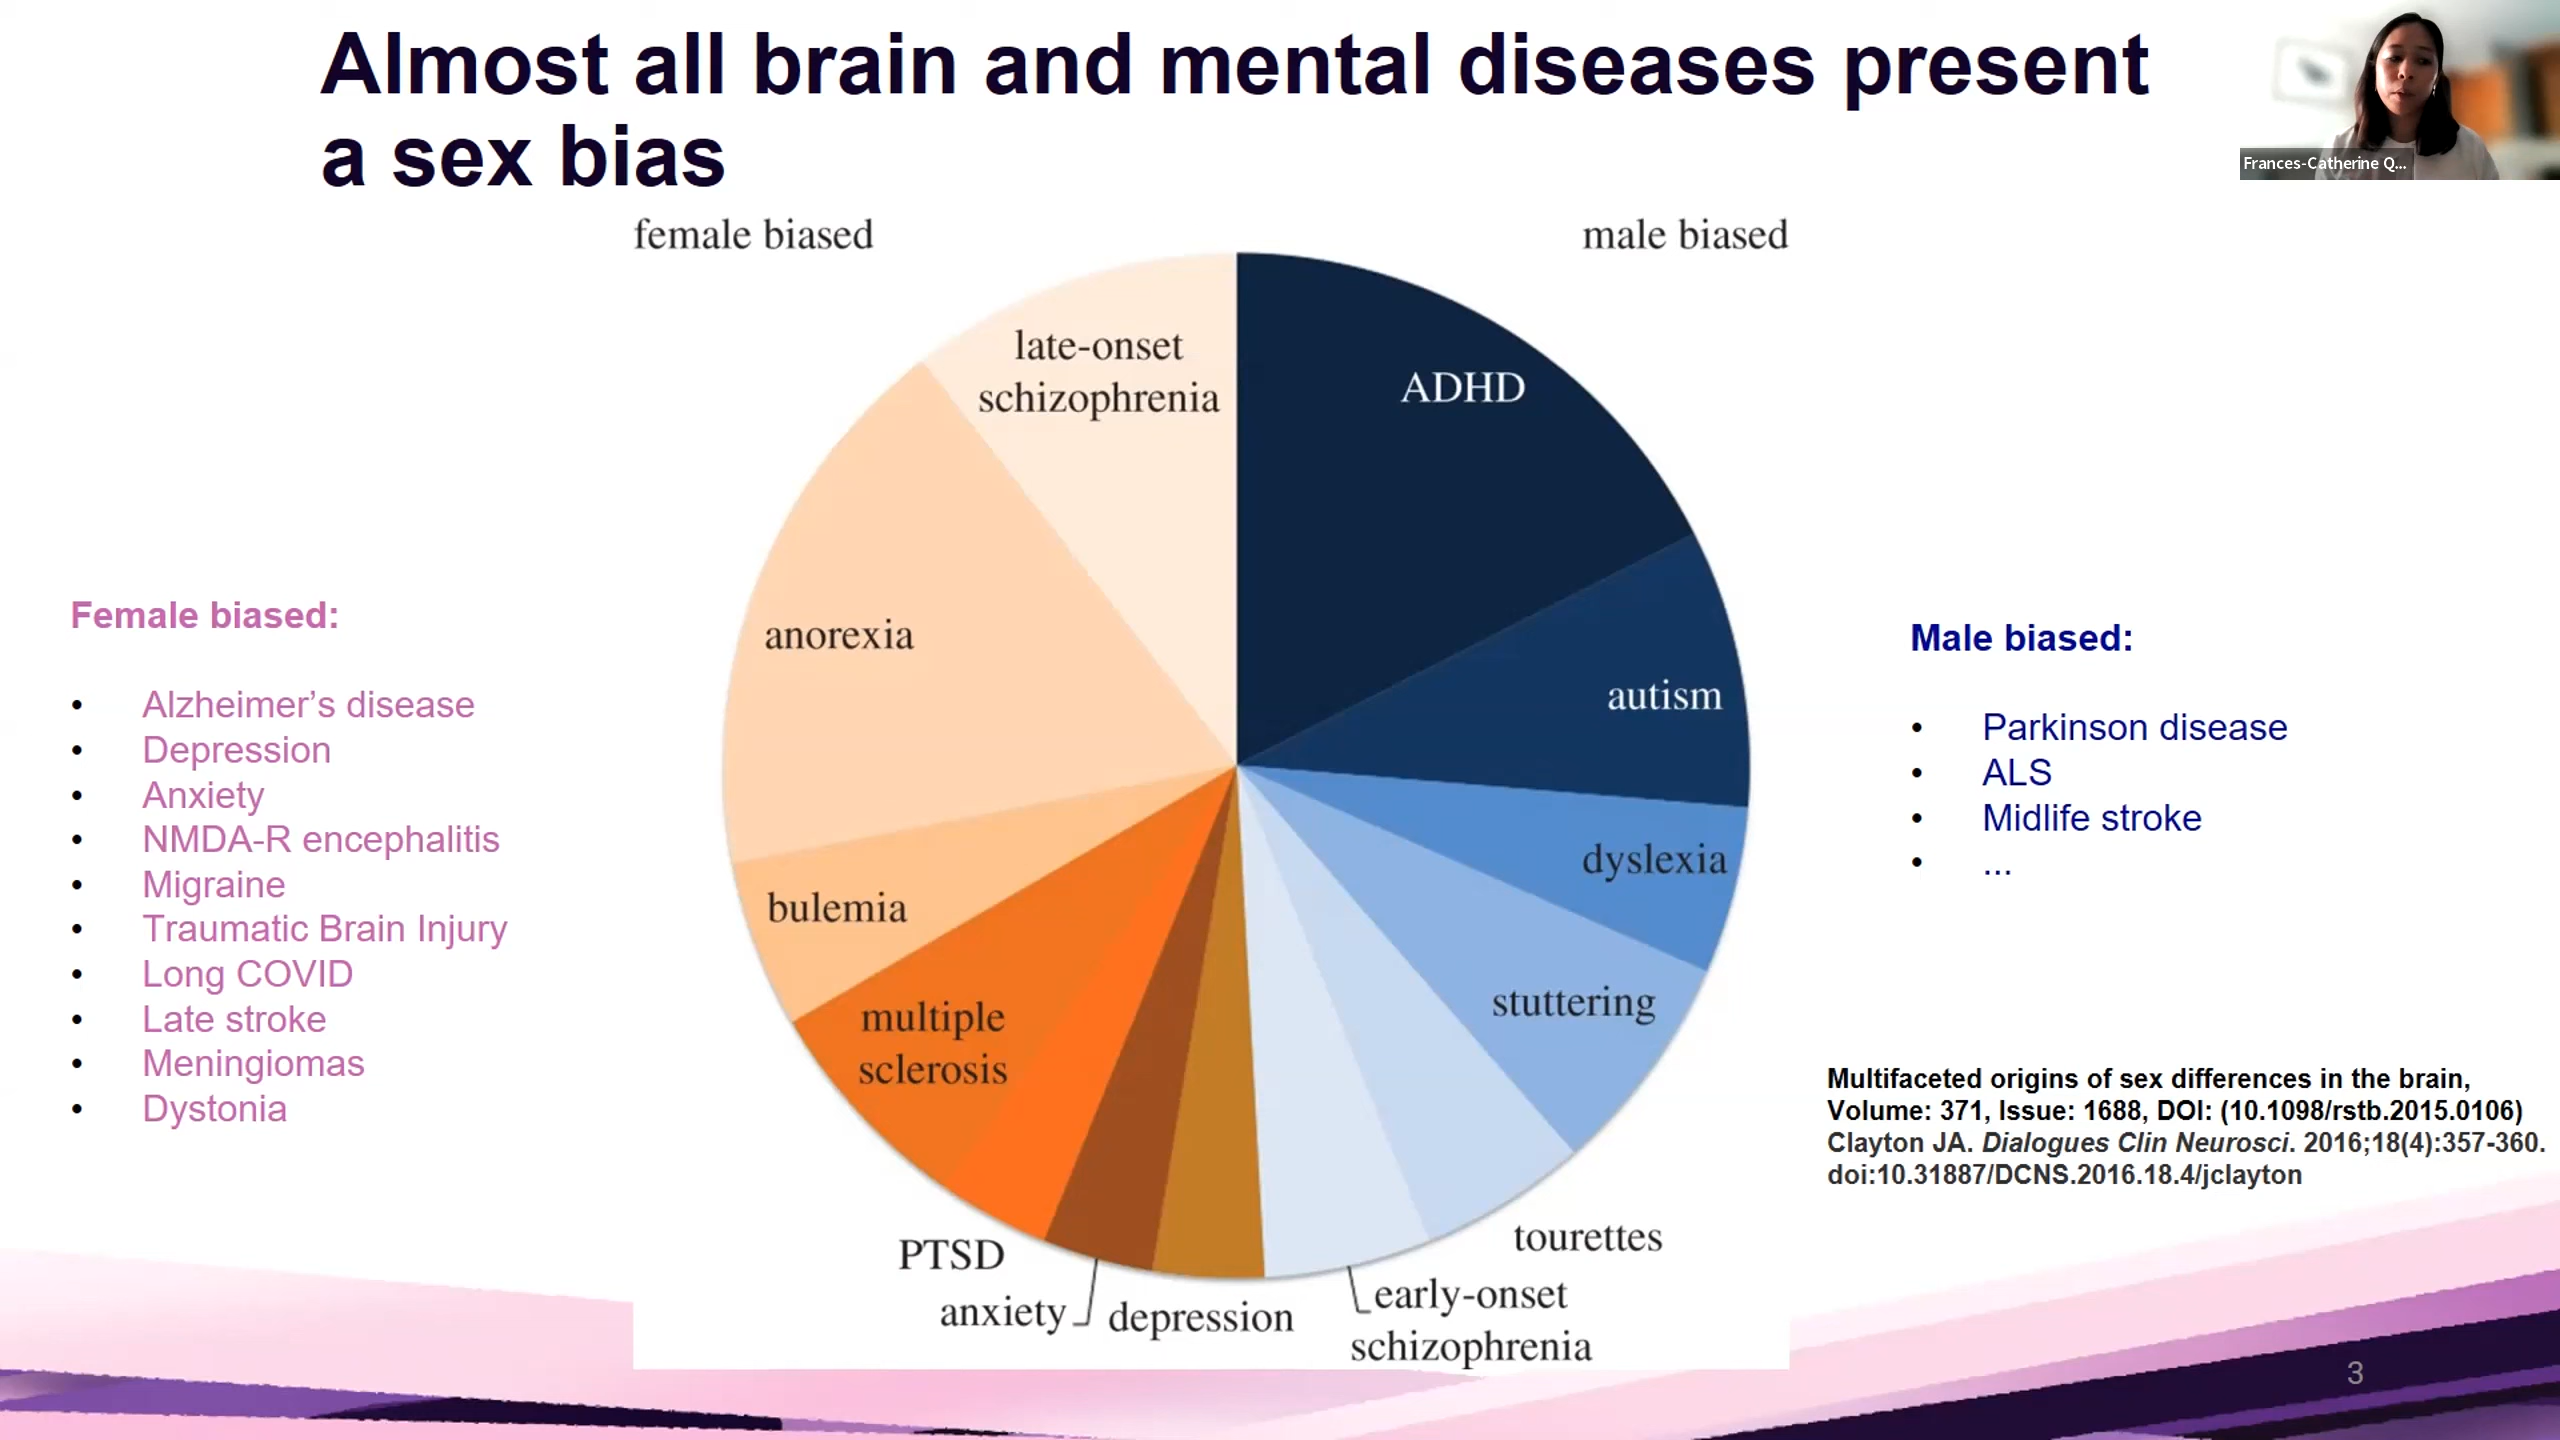 Almost all brain and mental diseases present
a sex bias
Frances-Catherine Q...
female biased
male biased
late-onset
schizophrenia
ADHD
anorexia
autism
dyslexia
bulemia
stuttering
multiple
sclerosis
PTSD
anxiety
depression
tourettes
early-onset
schizophrenia
Female biased:
• Alzheimer’s disease
• Depression
• Anxiety
• NMDA-R encephalitis
• Migraine
• Traumatic Brain Injury
• Long COVID
• Late stroke
• Meningiomas
• Dystonia
Male biased:
• Parkinson disease
• ALS
• Midlife stroke
• ...
Multifaceted origins of sex differences in the brain,
Volume: 371, Issue: 1688, DOI: (10.1098/rstb.2015.0106)
Clayton JA. Dialogues Clin Neurosci. 2016;18(4):357-360.
doi:10.31887/DCNS.2016.18.4/jclayton
3